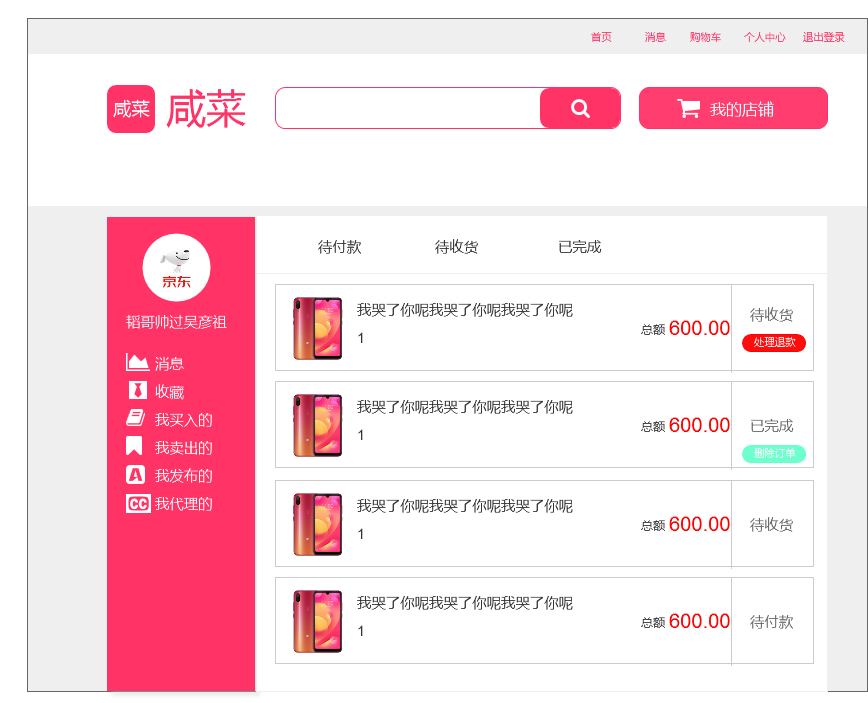 首页 消息 购物车 个人中心 退出登录
咸菜 咸菜 我的店铺
京东
韬哥帅过吴彦祖
消息
收藏
我买入的
我卖出的
A 我发布的
CC 我代理的
待付款 待收货 已完成
我哭了你呢我哭了你呢我哭了你呢
1
总额 600.00
待收货
处理退款
我哭了你呢我哭了你呢我哭了你呢
1
总额 600.00
已完成
删除订单
我哭了你呢我哭了你呢我哭了你呢
1
总额 600.00
待收货
我哭了你呢我哭了你呢我哭了你呢
1
总额 600.00
待付款